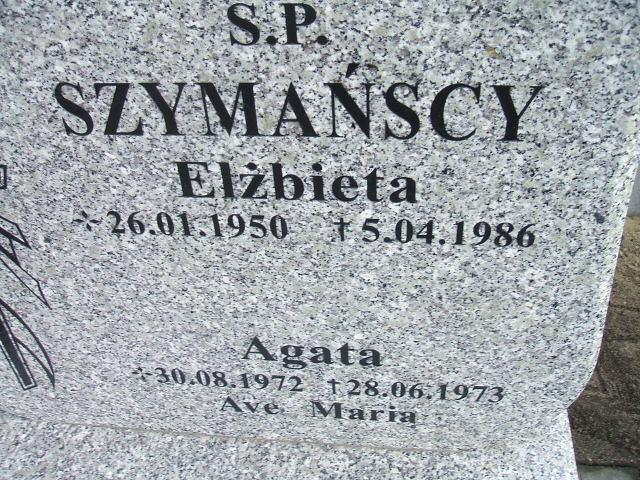 S.P.
SZYMAŃSCY
Elżbieta
✢26.01.1950 †5.04.1986
Agata
✢30.08.1972 †28.06.1973
Ave Maria